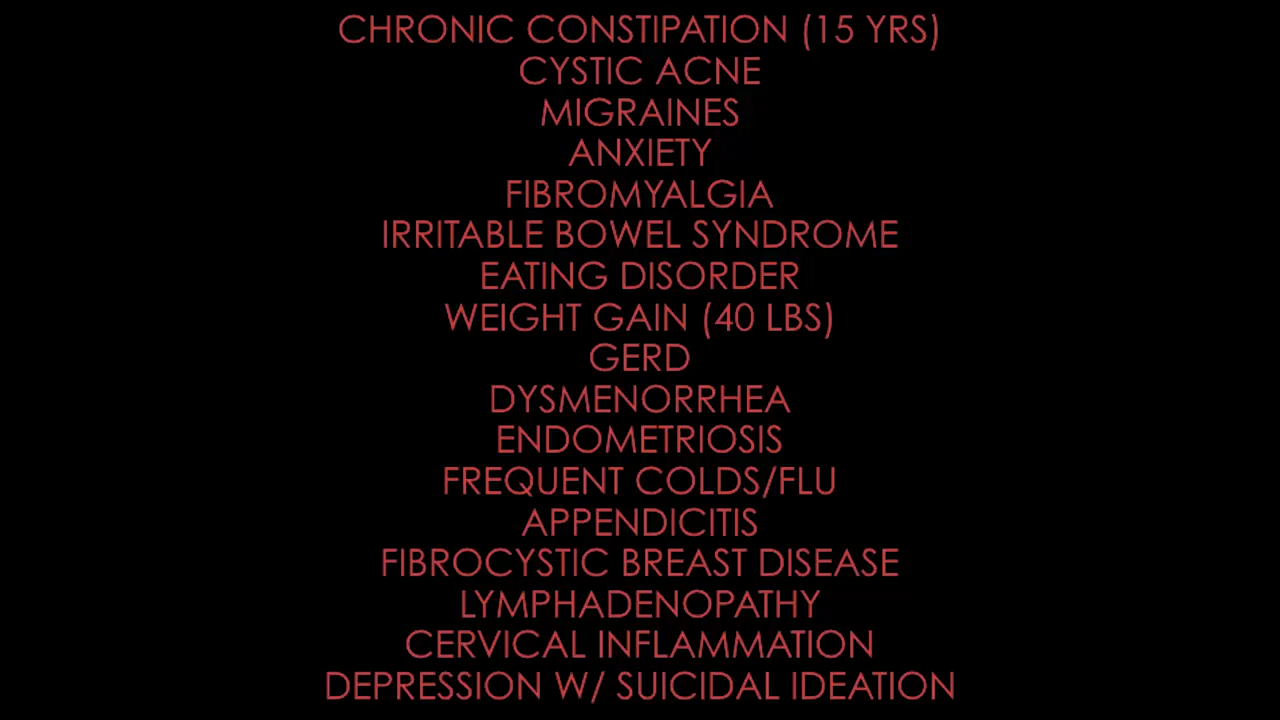 CHRONIC CONSTIPATION (15 YRS)
CYSTIC ACNE
MIGRAINES
ANXIETY
FIBROMYALGIA
IRRITABLE BOWEL SYNDROME
EATING DISORDER
WEIGHT GAIN (40 LBS)
GERD
DYSMENORRHEA
ENDOMETRIOSIS
FREQUENT COLDS/FLU
APPENDICITIS
FIBROCYSTIC BREAST DISEASE
LYMPHADENOPATHY
CERVICAL INFLAMMATION
DEPRESSION W/ SUICIDAL IDEATION